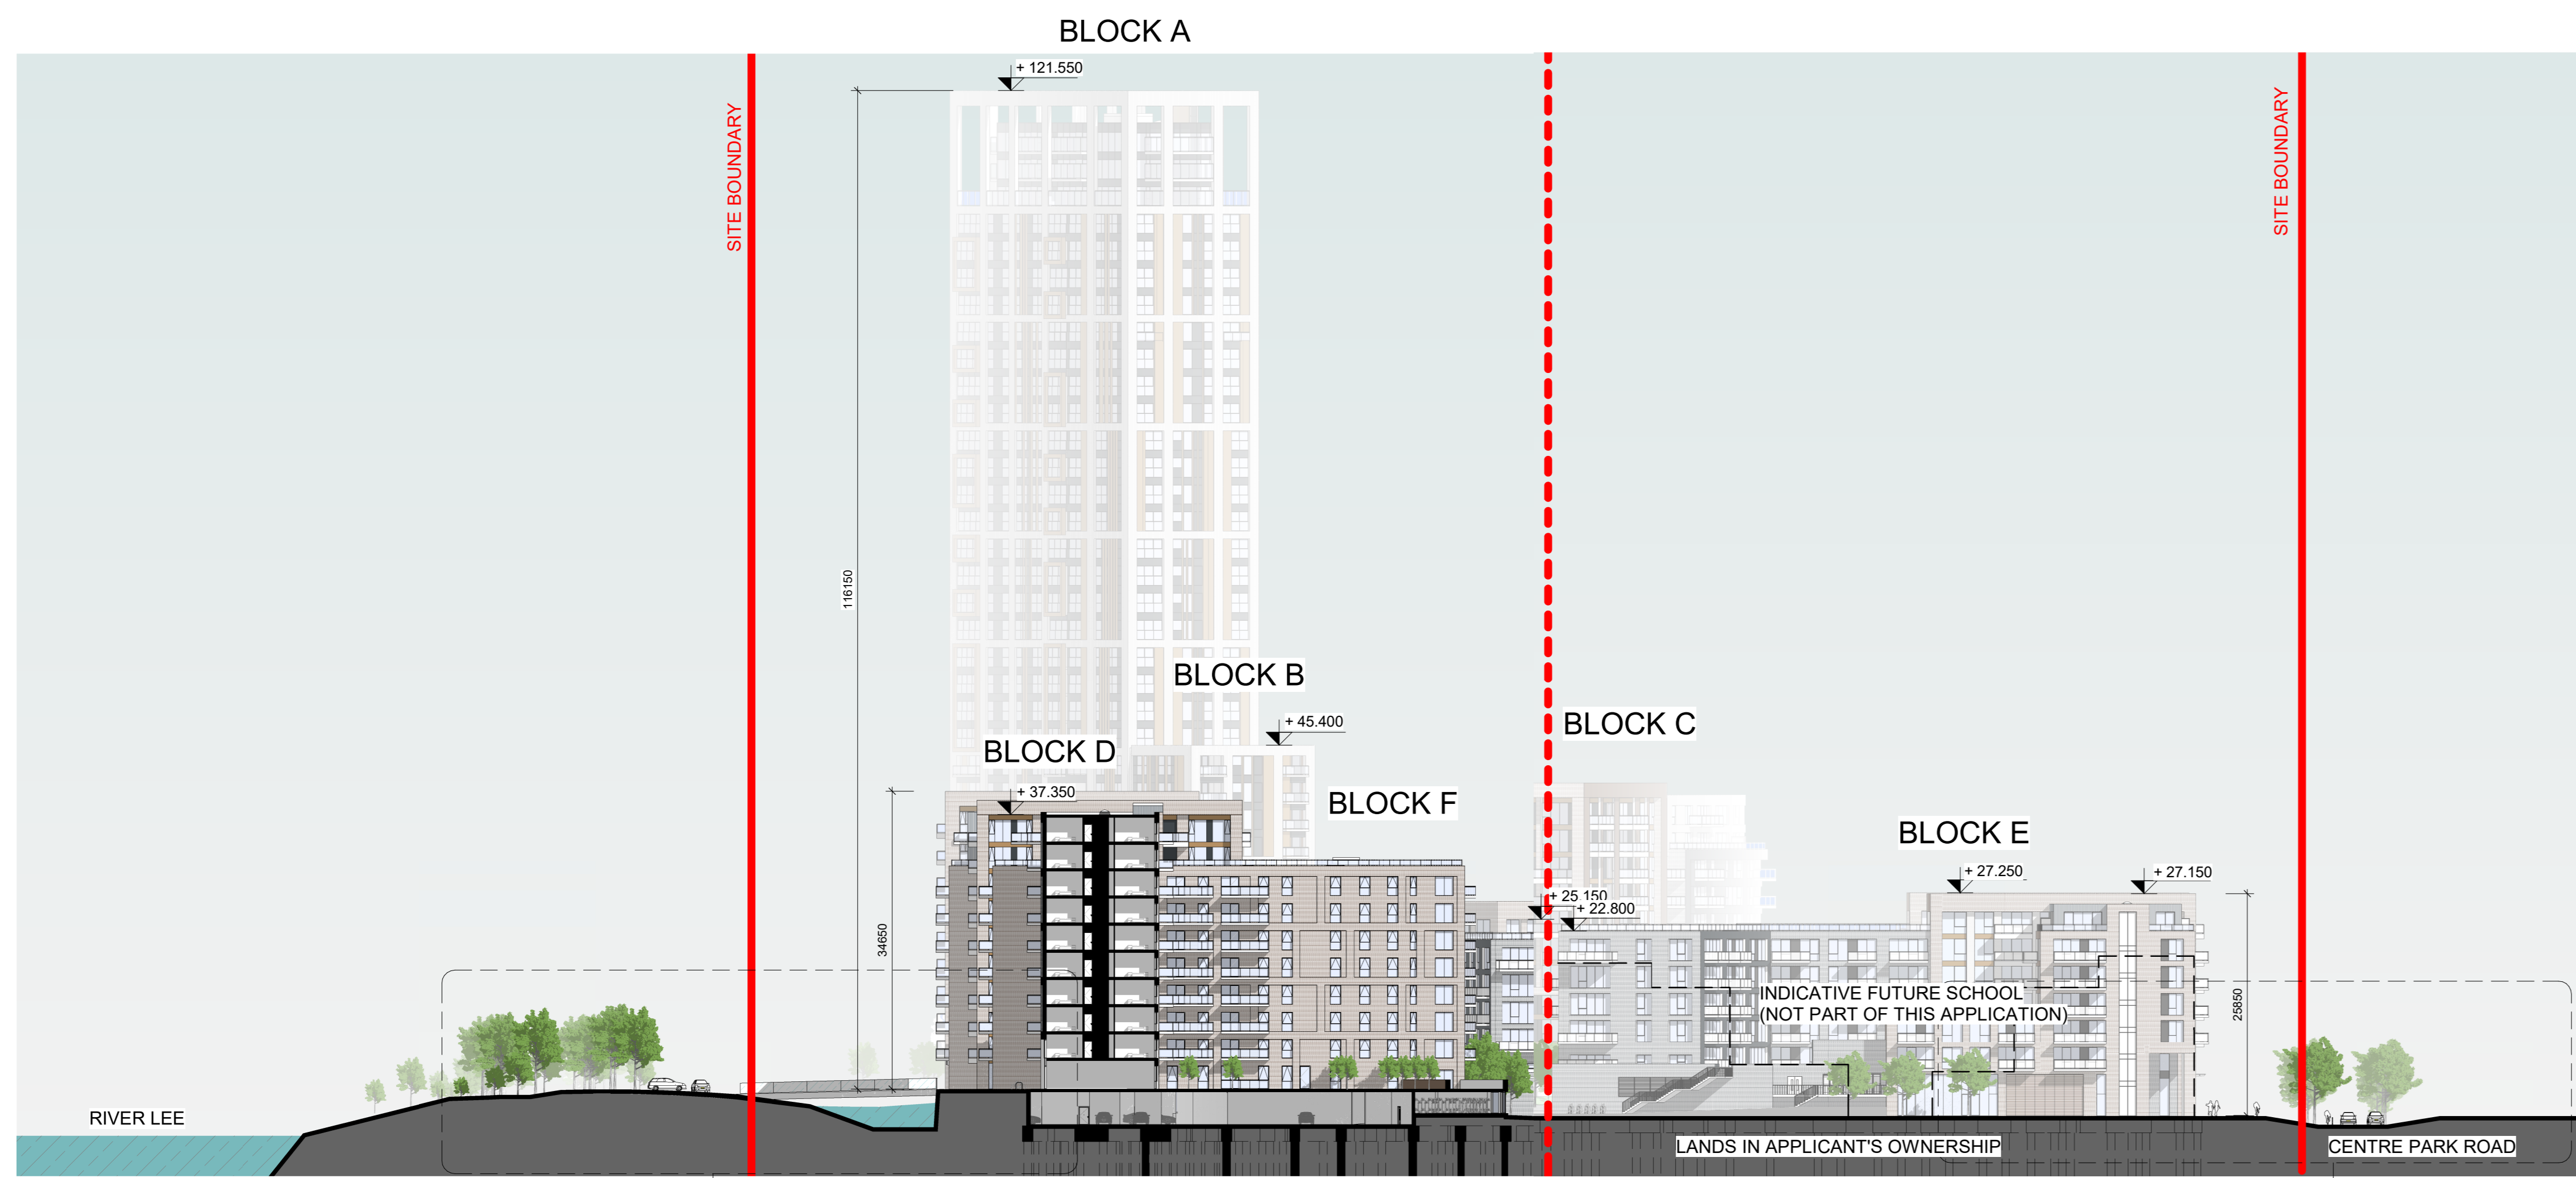 BLOCK A
+ 121.550
SITE BOUNDARY
SITE BOUNDARY
116150
BLOCK B
+ 45.400
BLOCK C
BLOCK D
+ 37.350
BLOCK F
BLOCK E
+ 27.250
+ 27.150
+ 25.150
+ 22.800
34650
25850
INDICATIVE FUTURE SCHOOL
(NOT PART OF THIS APPLICATION)
RIVER LEE
LANDS IN APPLICANT'S OWNERSHIP
CENTRE PARK ROAD